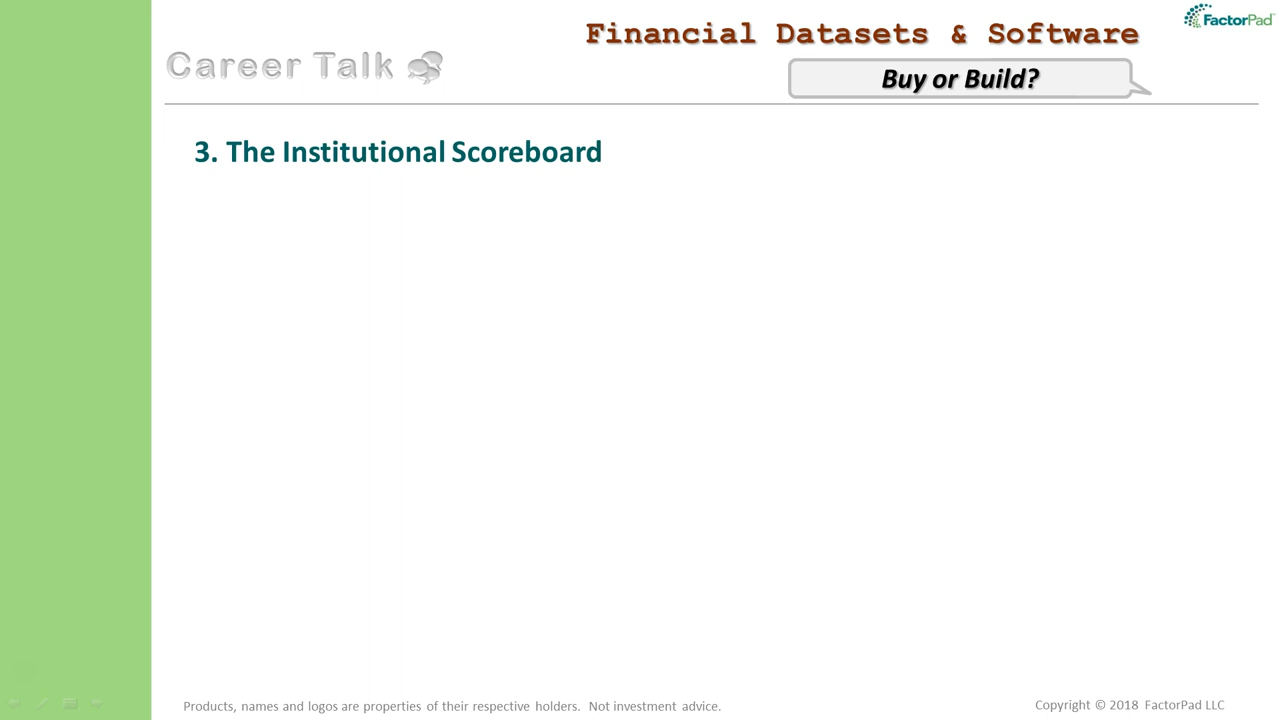 Financial Datasets & Software
FactorPad
Career Talk
Buy or Build?
3. The Institutional Scoreboard
Products, names and logos are properties of their respective holders. Not investment advice.
Copyright © 2018 FactorPad LLC